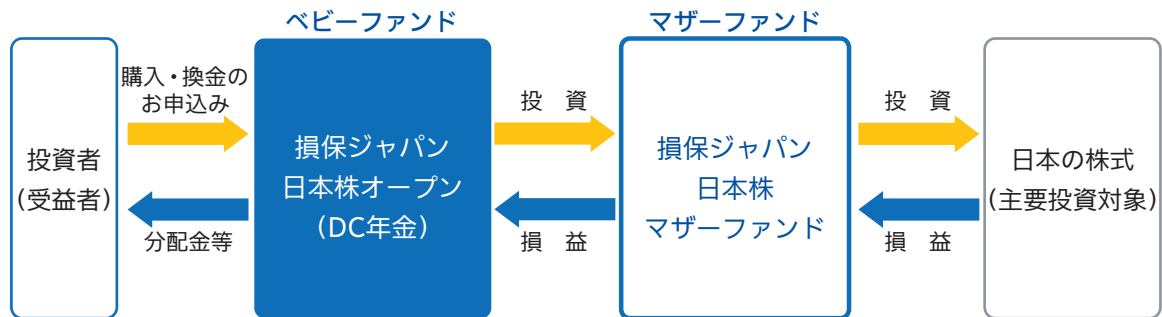 ベビーファンド
マザーファンド
投資者
(受益者)
購入・換金の
お申込み
分配金等
損保ジャパン
日本株オープン
(DC年金)
投 資
損 益
損保ジャパン
日本株
マザーファンド
投 資
損 益
日本の株式
(主要投資対象)